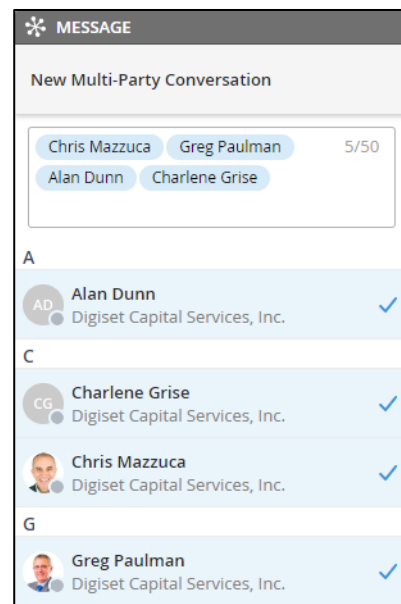 MESSAGE
New Multi-Party Conversation
Chris Mazzuca Greg Paulman 5/50
Alan Dunn Charlene Grise
A
AD Alan Dunn
Digiset Capital Services, Inc.
C
CG Charlene Grise
Digiset Capital Services, Inc.
Chris Mazzuca
Digiset Capital Services, Inc.
G
Greg Paulman
Digiset Capital Services, Inc.